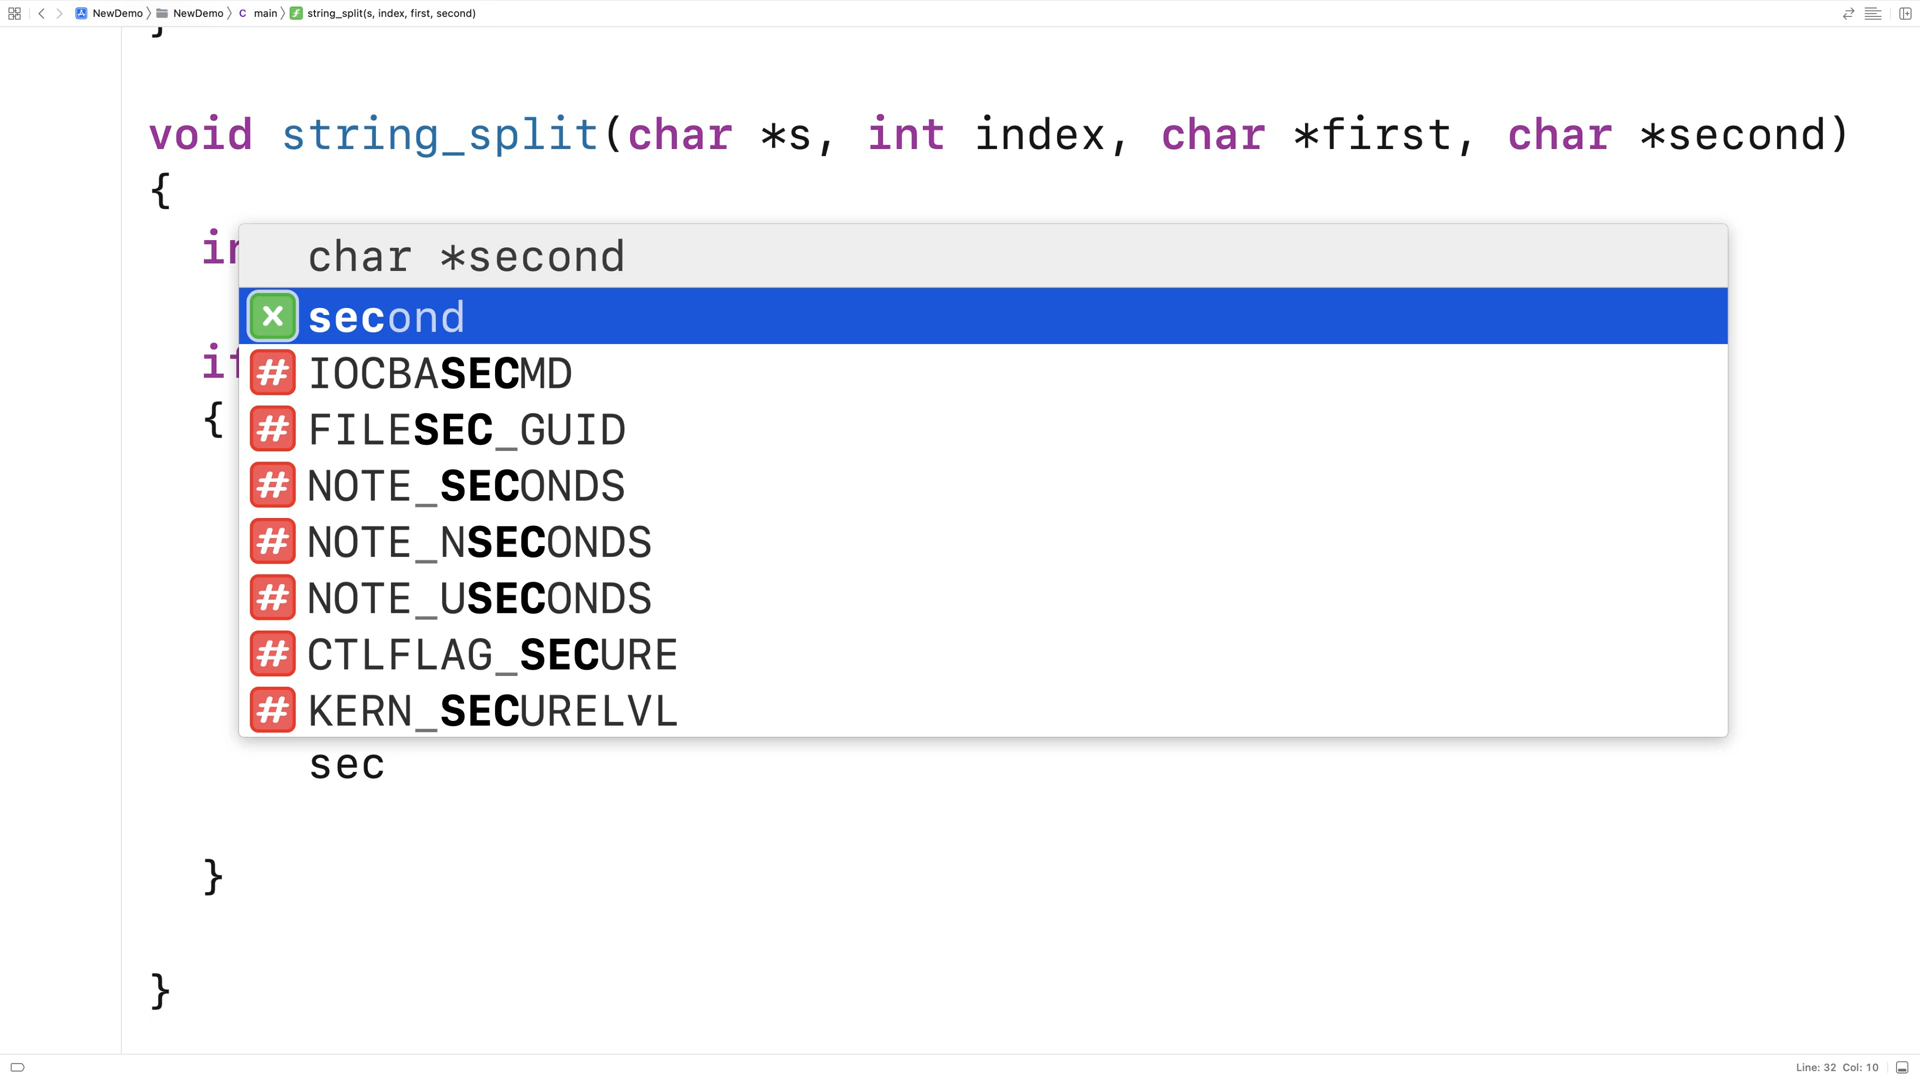 NewDemo NewDemo C main f string_split(s, index, first, second)
}
void string_split(char *s, int index, char *first, char *second)
{
in
char *second
x second
# IOCBASECMD
if
# FILESEC_GUID
{
# NOTE_SECONDS
# NOTE_NSECONDS
# NOTE_USECONDS
# CTLFLAG_SECURE
# KERN_SECURELVL
sec
}
}
Line: 32 Col: 10